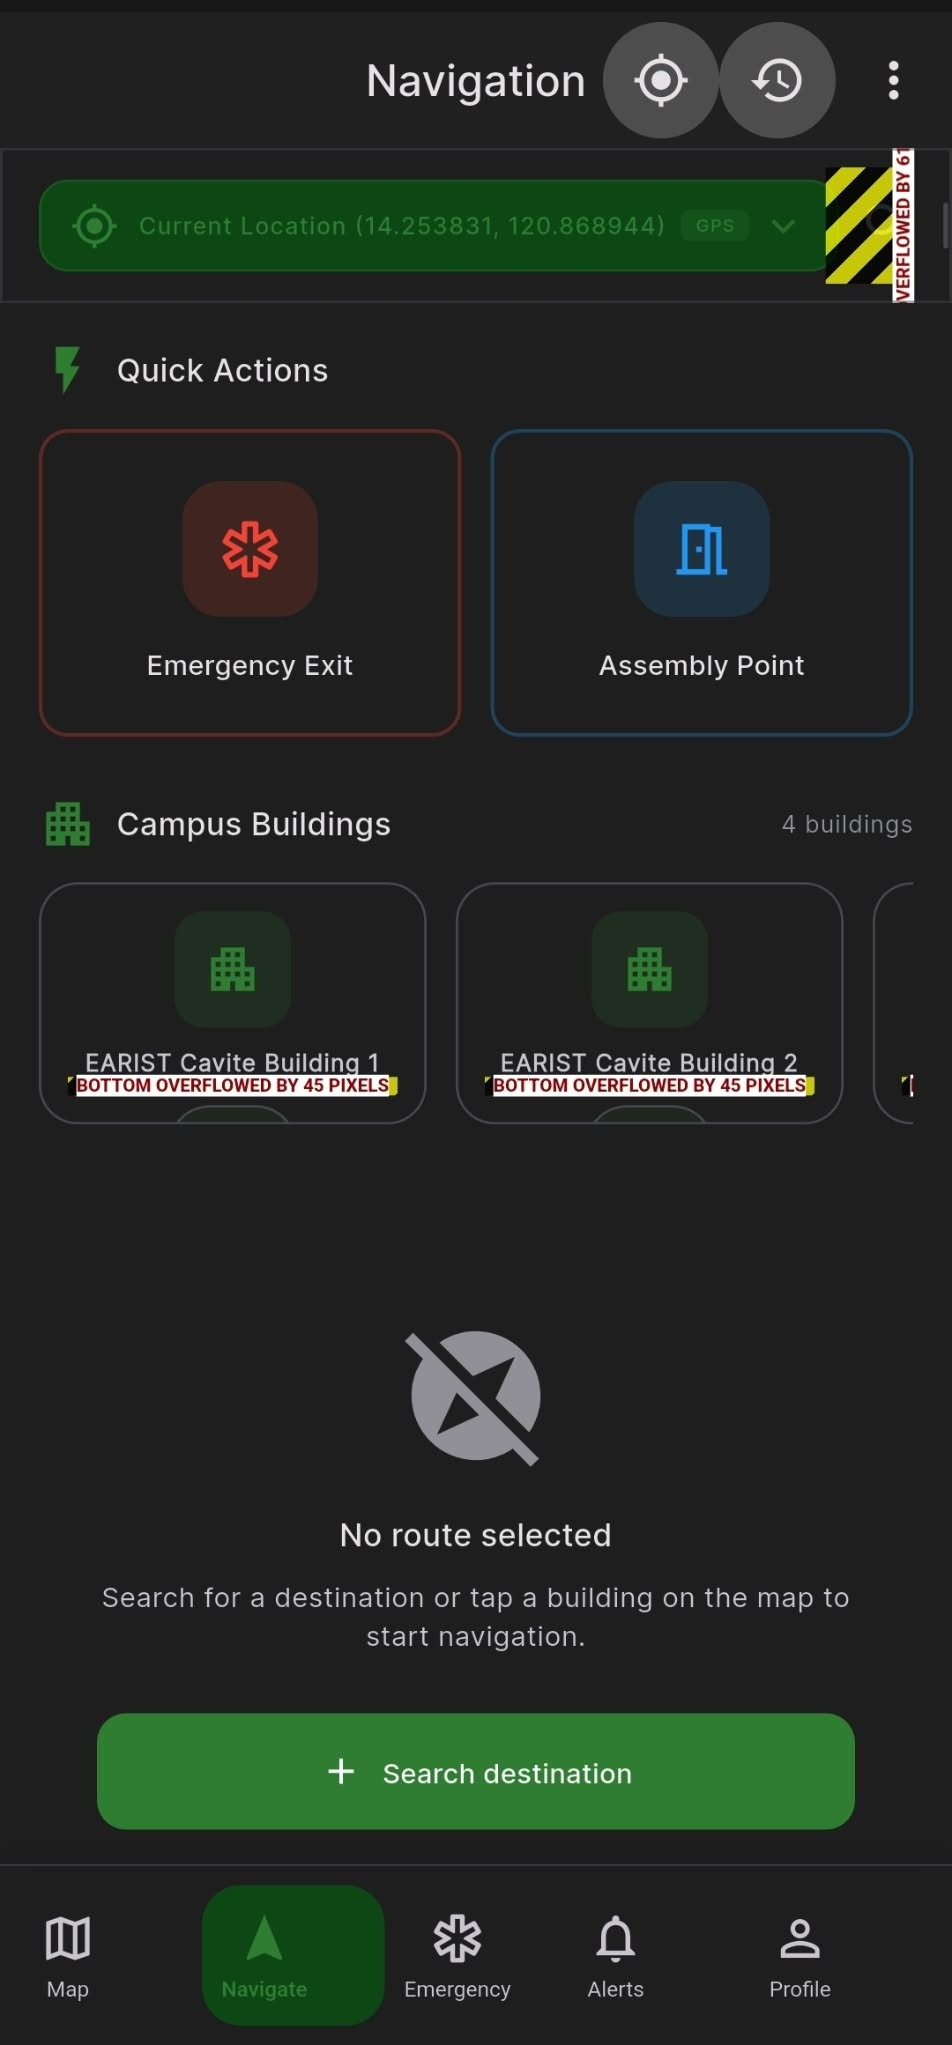 Navigation
Current Location (14.253831, 120.868944) GPS
VERFLOWED BY 61
Quick Actions
Emergency Exit
Assembly Point
Campus Buildings
4 buildings
EARIST Cavite Building 1
BOTTOM OVERFLOWED BY 45 PIXELS
EARIST Cavite Building 2
BOTTOM OVERFLOWED BY 45 PIXELS
No route selected
Search for a destination or tap a building on the map to
start navigation.
Search destination
Map
Navigate
Emergency
Alerts
Profile